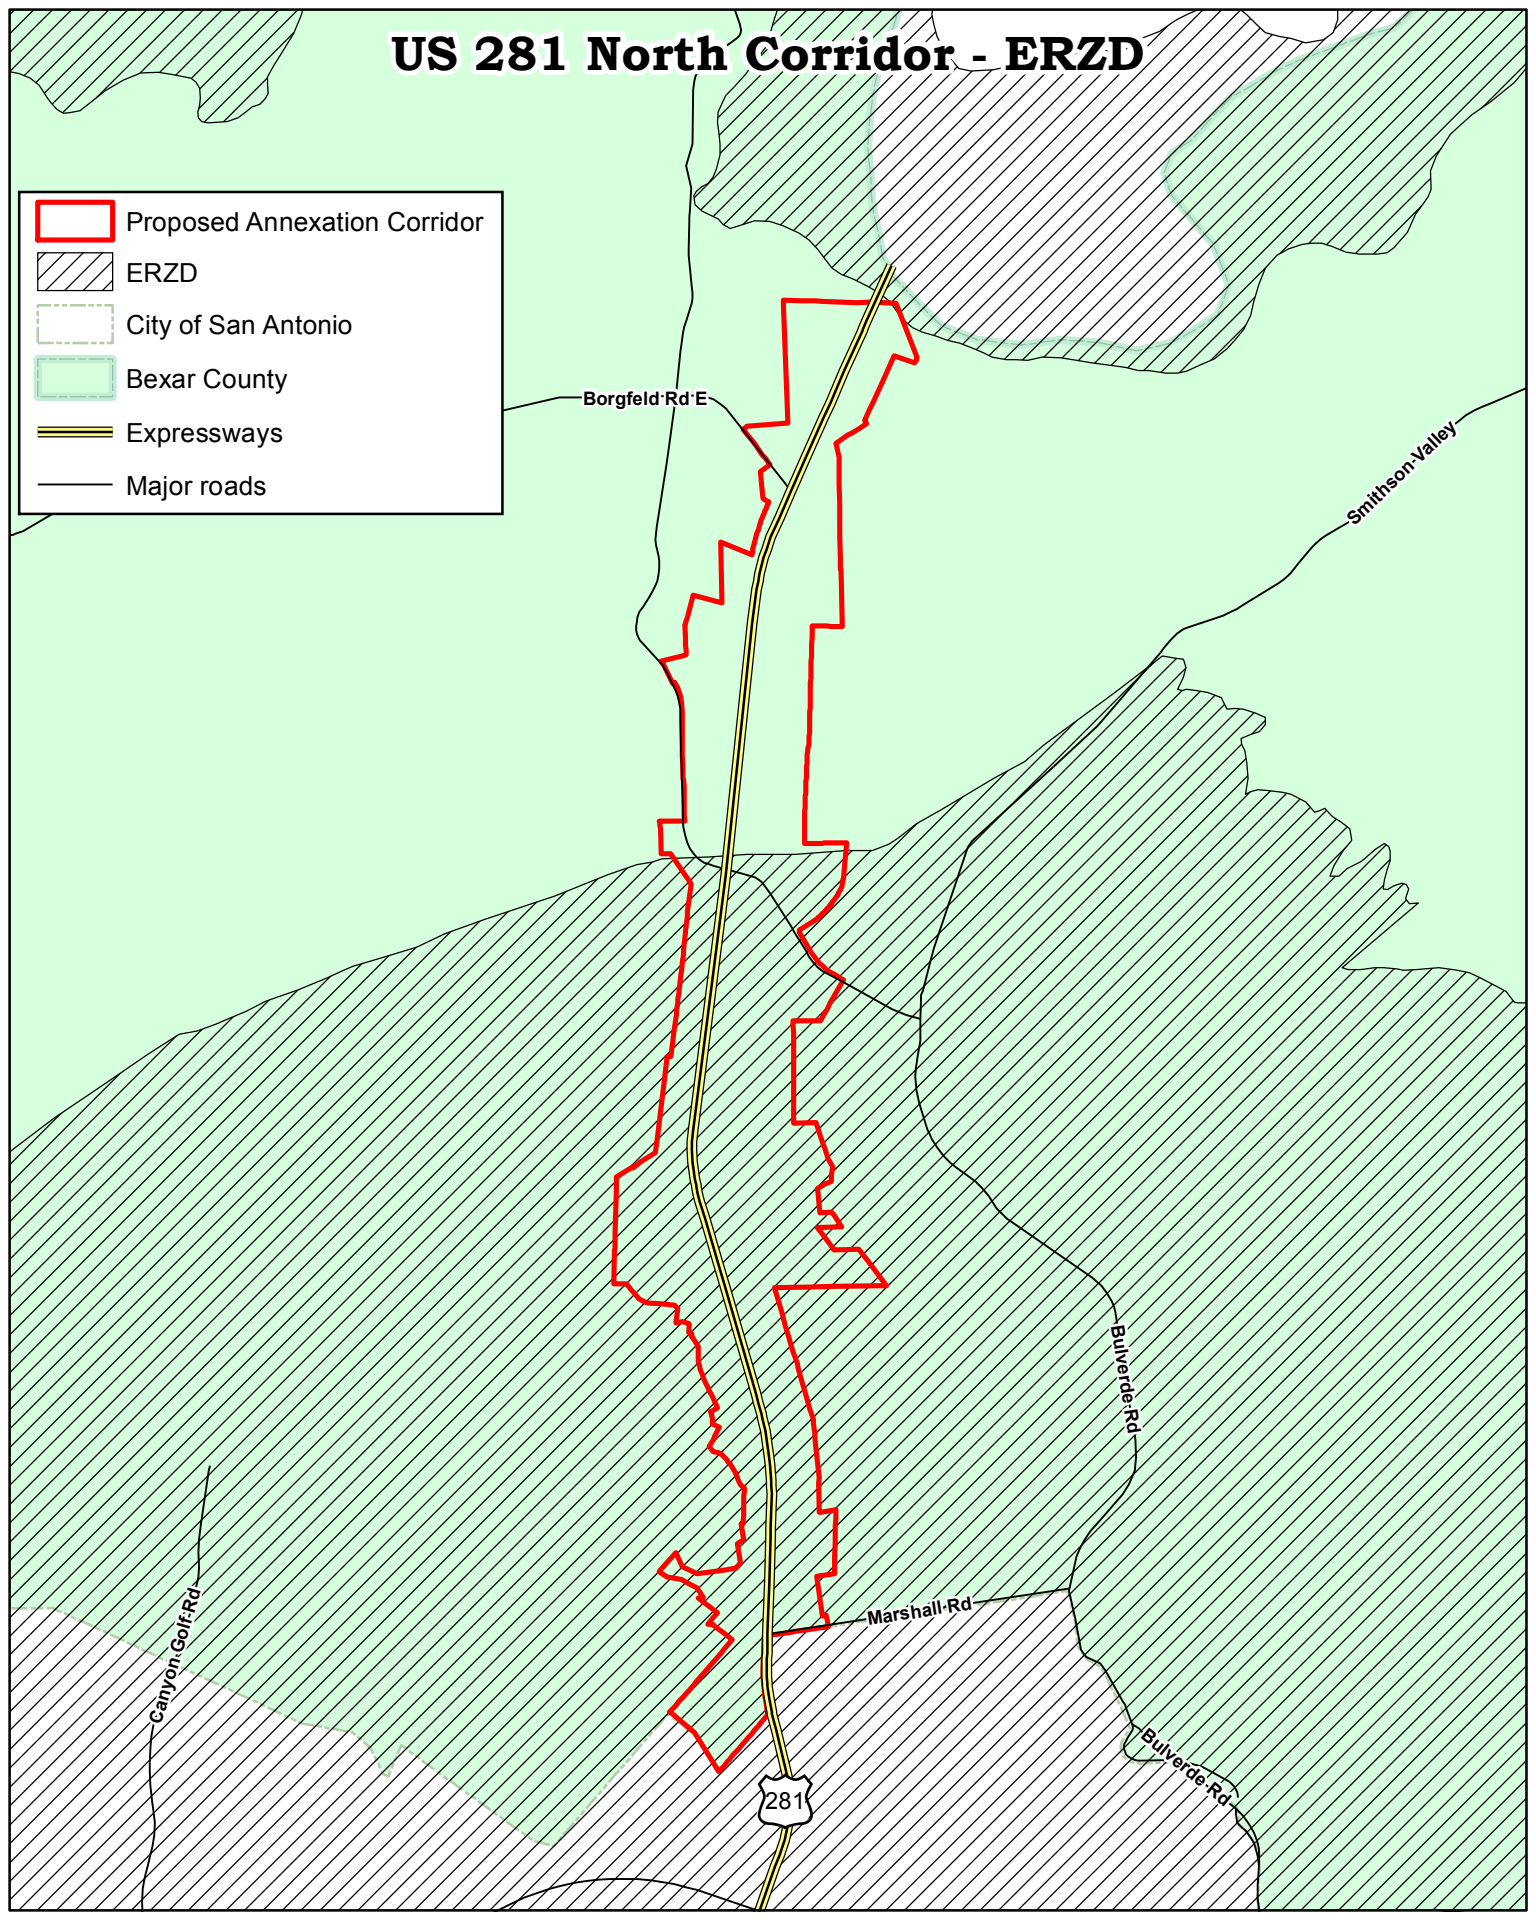 US 281 North Corridor - ERZD
Proposed Annexation Corridor
ERZD
City of San Antonio
Bexar County
Expressways
Major roads
Borgfeld Rd E
Smithson-Valley
Bulverde Rd
Marshall Rd
Canyon Golf Rd
Bulverde Rd
281